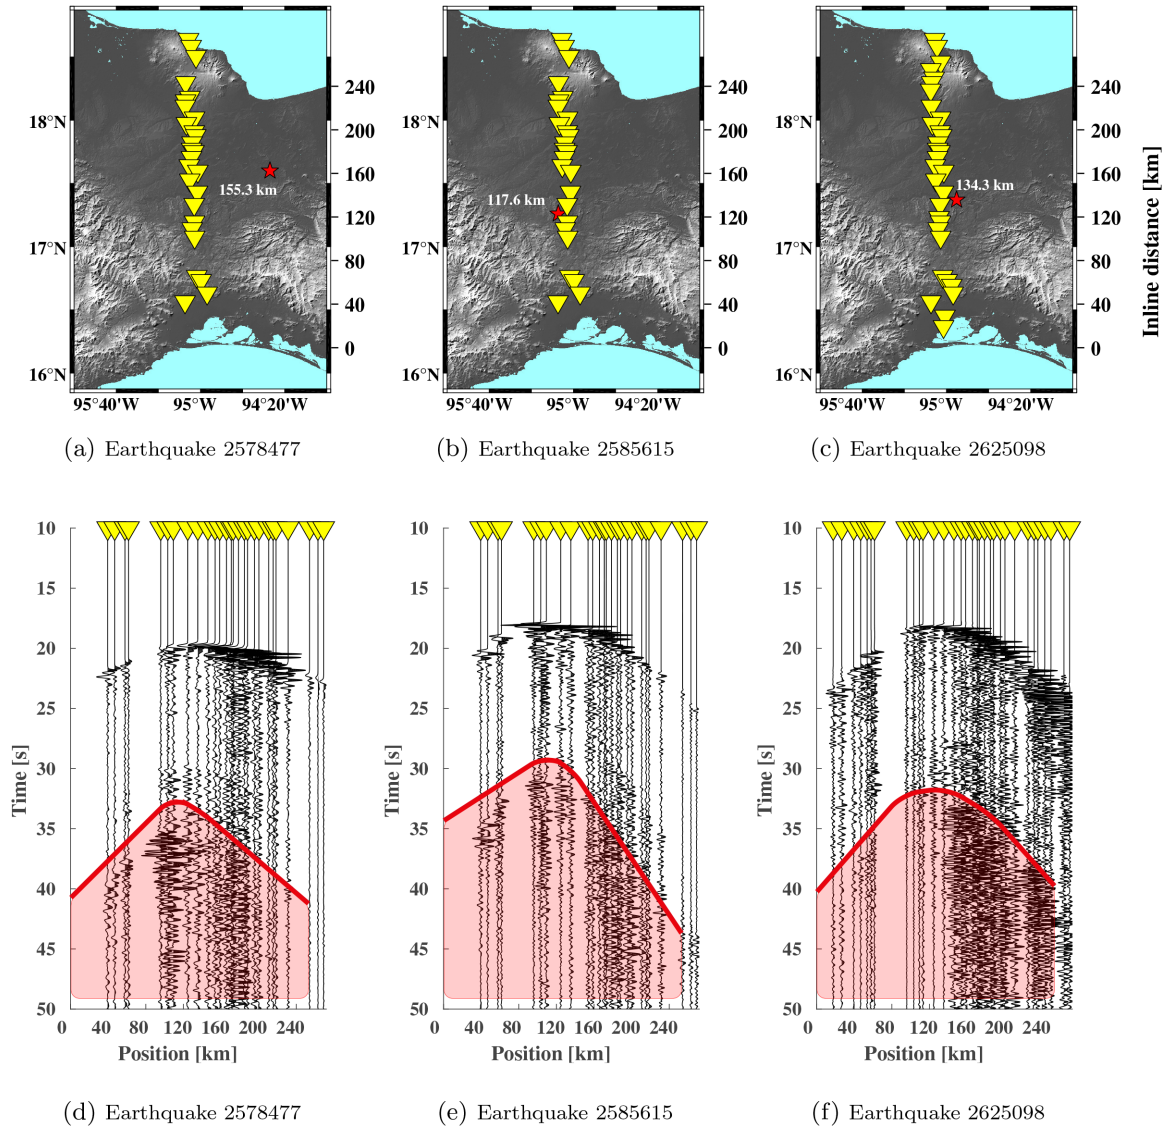 240
200
160
120
80
40
0
18°N
17°N
16°N
155.3 km
95°40'W
95°W
94°20'W
240
200
160
120
80
40
0
117.6 km
95°40'W
95°W
94°20'W
18°N
17°N
16°N
240
200
160
120
80
40
0
134.3 km
95°40'W
95°W
94°20'W
Inline distance [km]
(a) Earthquake 2578477
(b) Earthquake 2585615
(c) Earthquake 2625098
10
15
20
25
30
35
40
45
50
Time [s]
0 40 80 120 160 200 240
Position [km]
10
15
20
25
30
35
40
45
50
Time [s]
0 40 80 120 160 200 240
Position [km]
10
15
20
25
30
35
40
45
50
Time [s]
0 40 80 120 160 200 240
Position [km]
(d) Earthquake 2578477
(e) Earthquake 2585615
(f) Earthquake 2625098